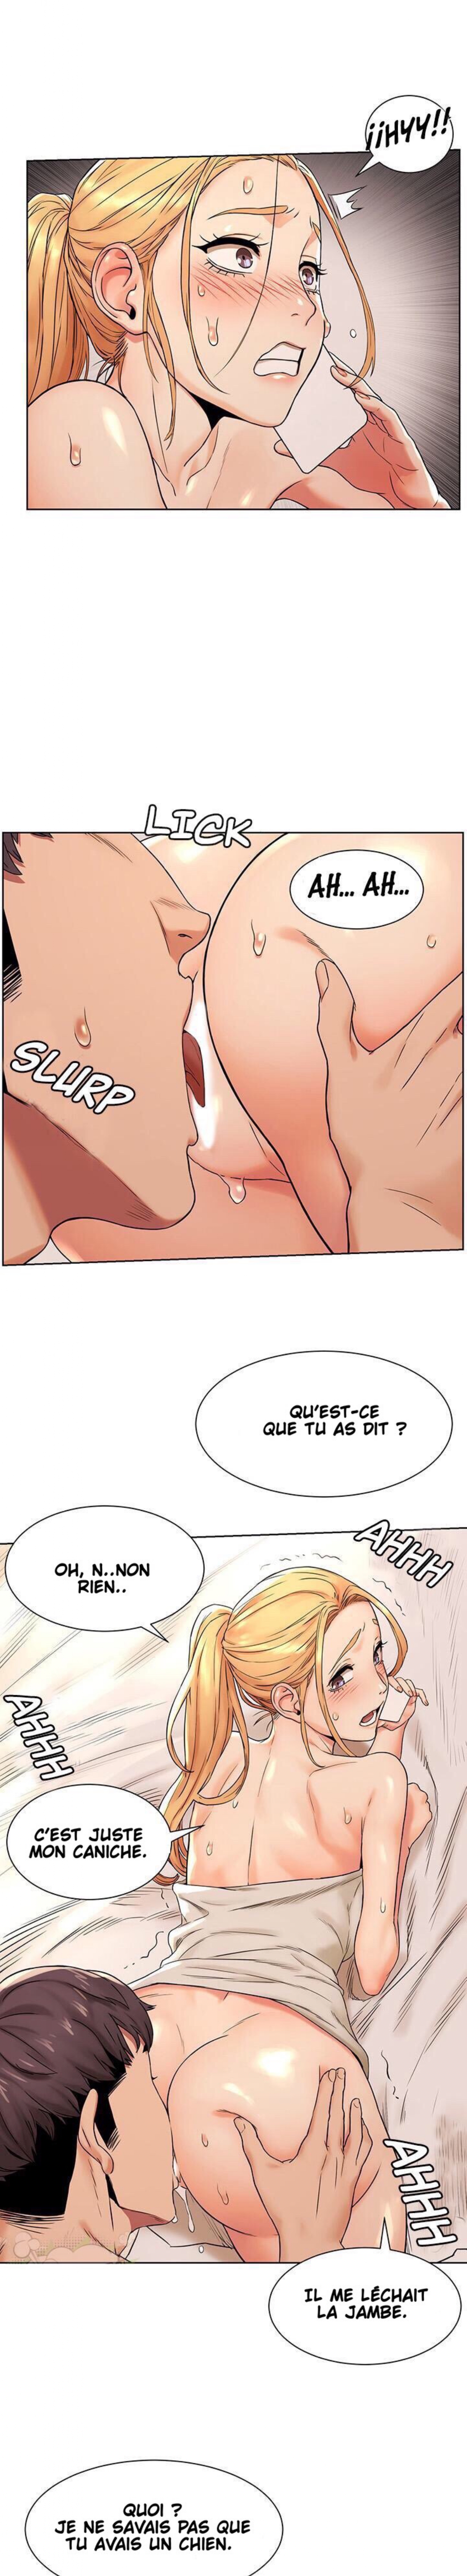 ¡¡HYY!!
LICK
AH... AH...
SLURP
QU'EST-CE
QUE TU AS DIT ?
AHHH
OH, N..NON
RIEN..
AHHH
C'EST JUSTE
MON CANICHE.
AHHH
IL ME LÉCHAIT
LA JAMBE.
QUOI ?
JE NE SAVAIS PAS QUE
TU AVAIS UN CHIEN.